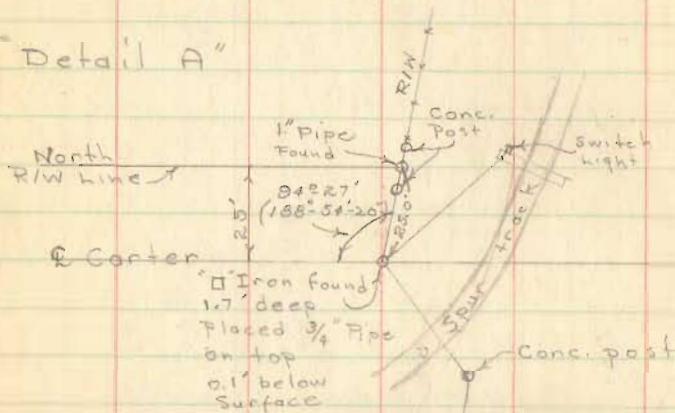 "Detail A"
R/W
Conc.
Post
1" Pipe
Found
Switch
Light
North
R/W Line
94°27'
(188°-54'-20")
25.0'
25'
track
℄ Carter
"□" Iron found
1.7' deep
Placed 3/4" Pipe
on top
0.1' below
Surface
Spur
Conc. post